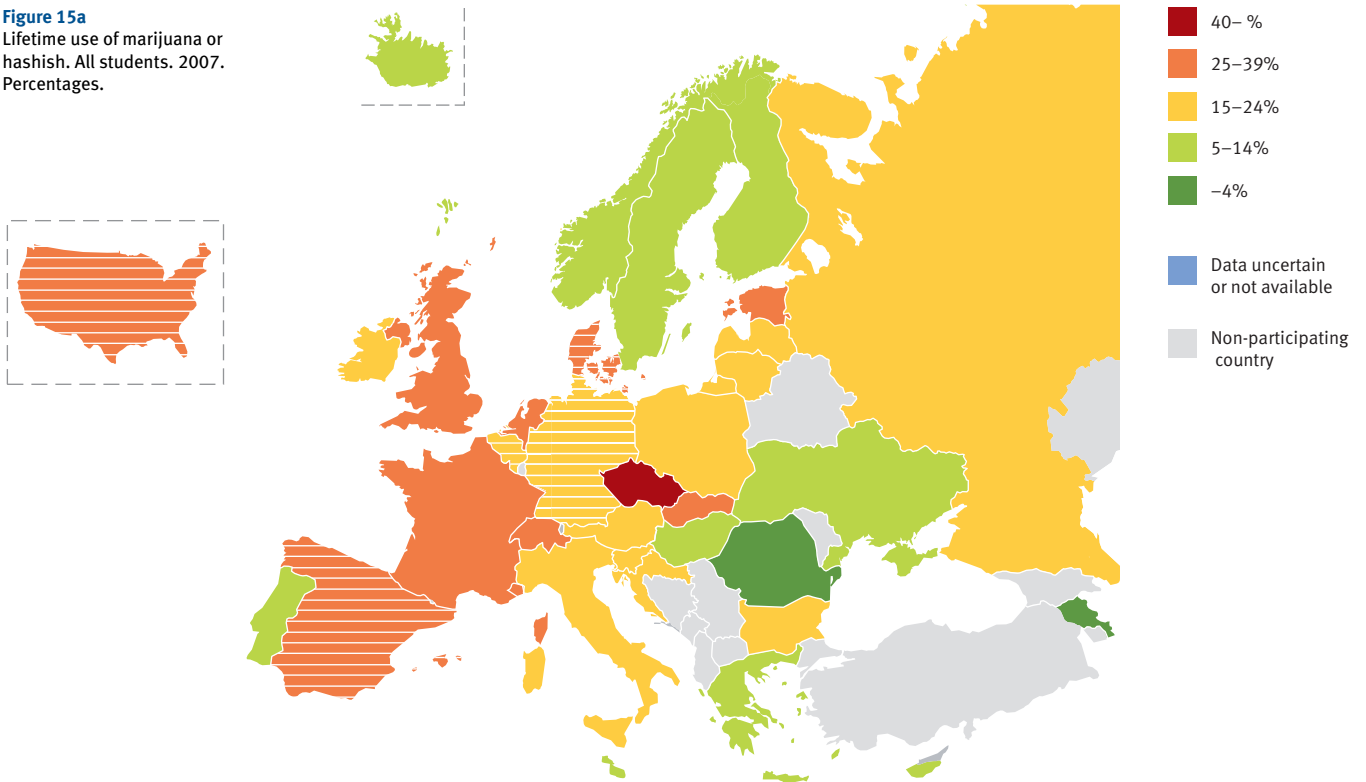 Figure 15a
Lifetime use of marijuana or
hashish. All students. 2007.
Percentages.
40– %
25–39%
15–24%
5–14%
–4%
Data uncertain
or not available
Non-participating
country